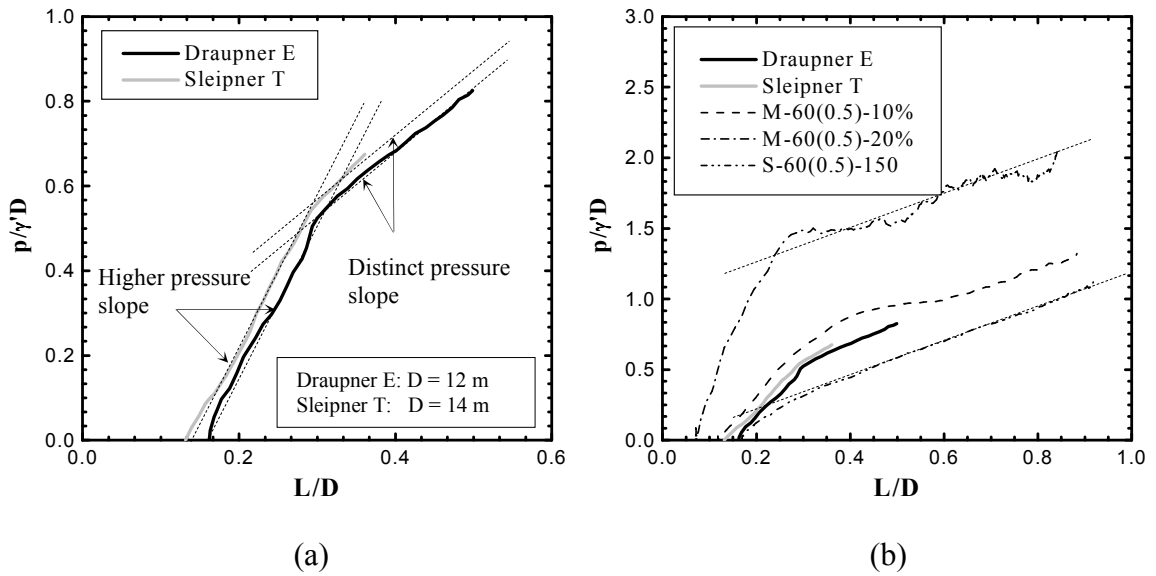 1.0
0.8
0.6
0.4
0.2
0.0
p/γ'D
Draupner E
Sleipner T
Higher pressure
slope
Distinct pressure
slope
Draupner E: D = 12 m
Sleipner T: D = 14 m
0.0 0.2 0.4 0.6
L/D
(a)
3.0
2.5
2.0
1.5
1.0
0.5
0.0
p/γ'D
Draupner E
Sleipner T
M-60(0.5)-10%
M-60(0.5)-20%
S-60(0.5)-150
0.0 0.2 0.4 0.6 0.8 1.0
L/D
(b)